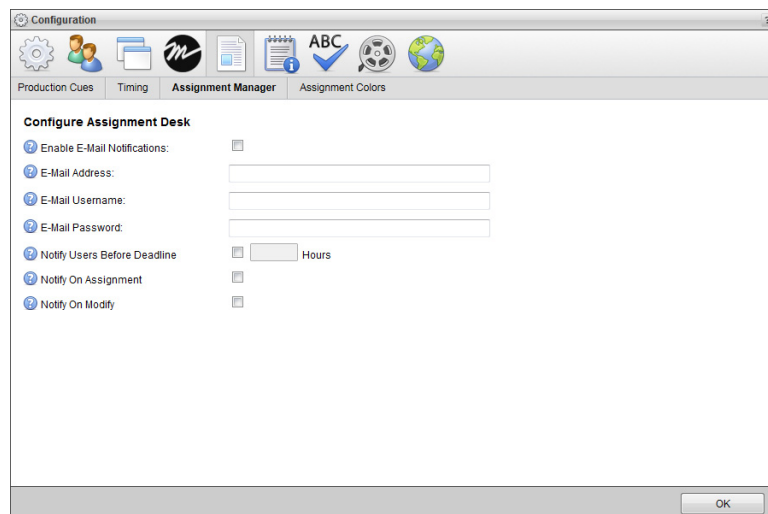 Configuration
ABC
Production Cues Timing Assignment Manager Assignment Colors
Configure Assignment Desk
Enable E-Mail Notifications:
E-Mail Address:
E-Mail Username:
E-Mail Password:
Notify Users Before Deadline Hours
Notify On Assignment
Notify On Modify
OK